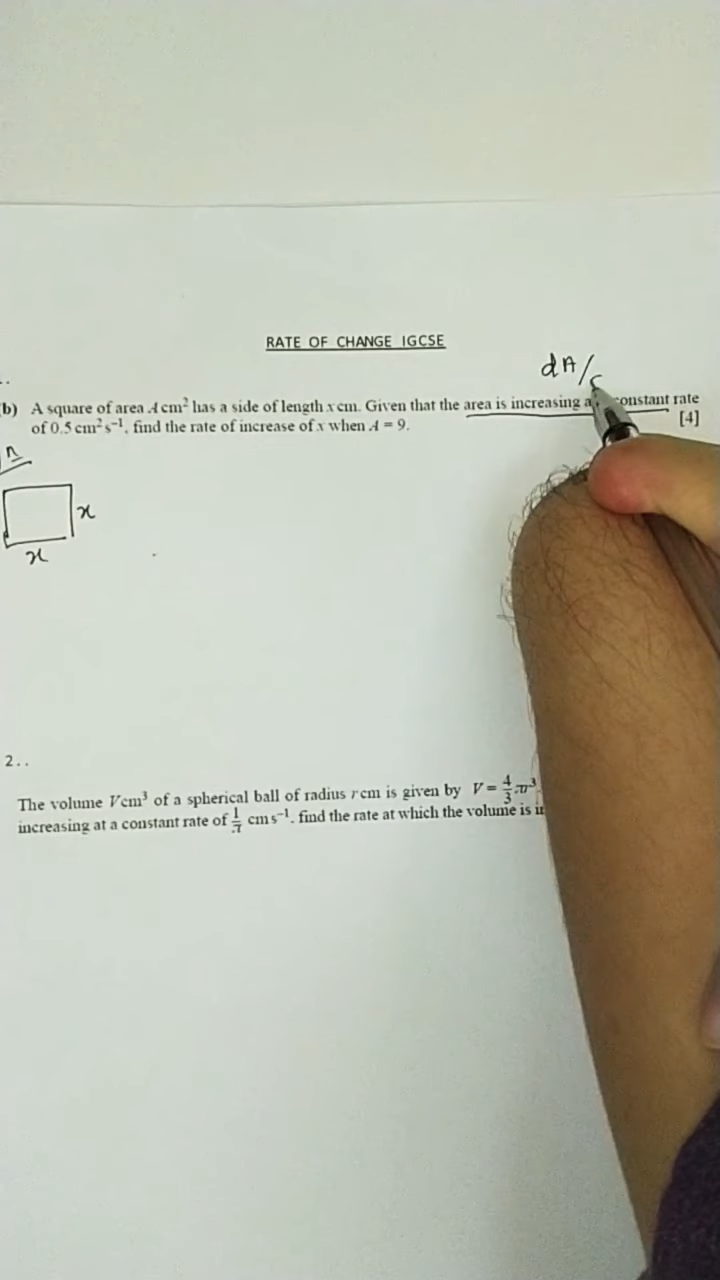 RATE OF CHANGE IGCSE
dA/
b) A square of area A cm² has a side of length x cm. Given that the area is increasing a constant rate
of 0.5 cm² s⁻¹, find the rate of increase of x when A = 9.
[4]
x
x
2..
The volume V cm³ of a spherical ball of radius r cm is given by V = 4/3 πr³
increasing at a constant rate of 1/π cm s⁻¹, find the rate at which the volume is